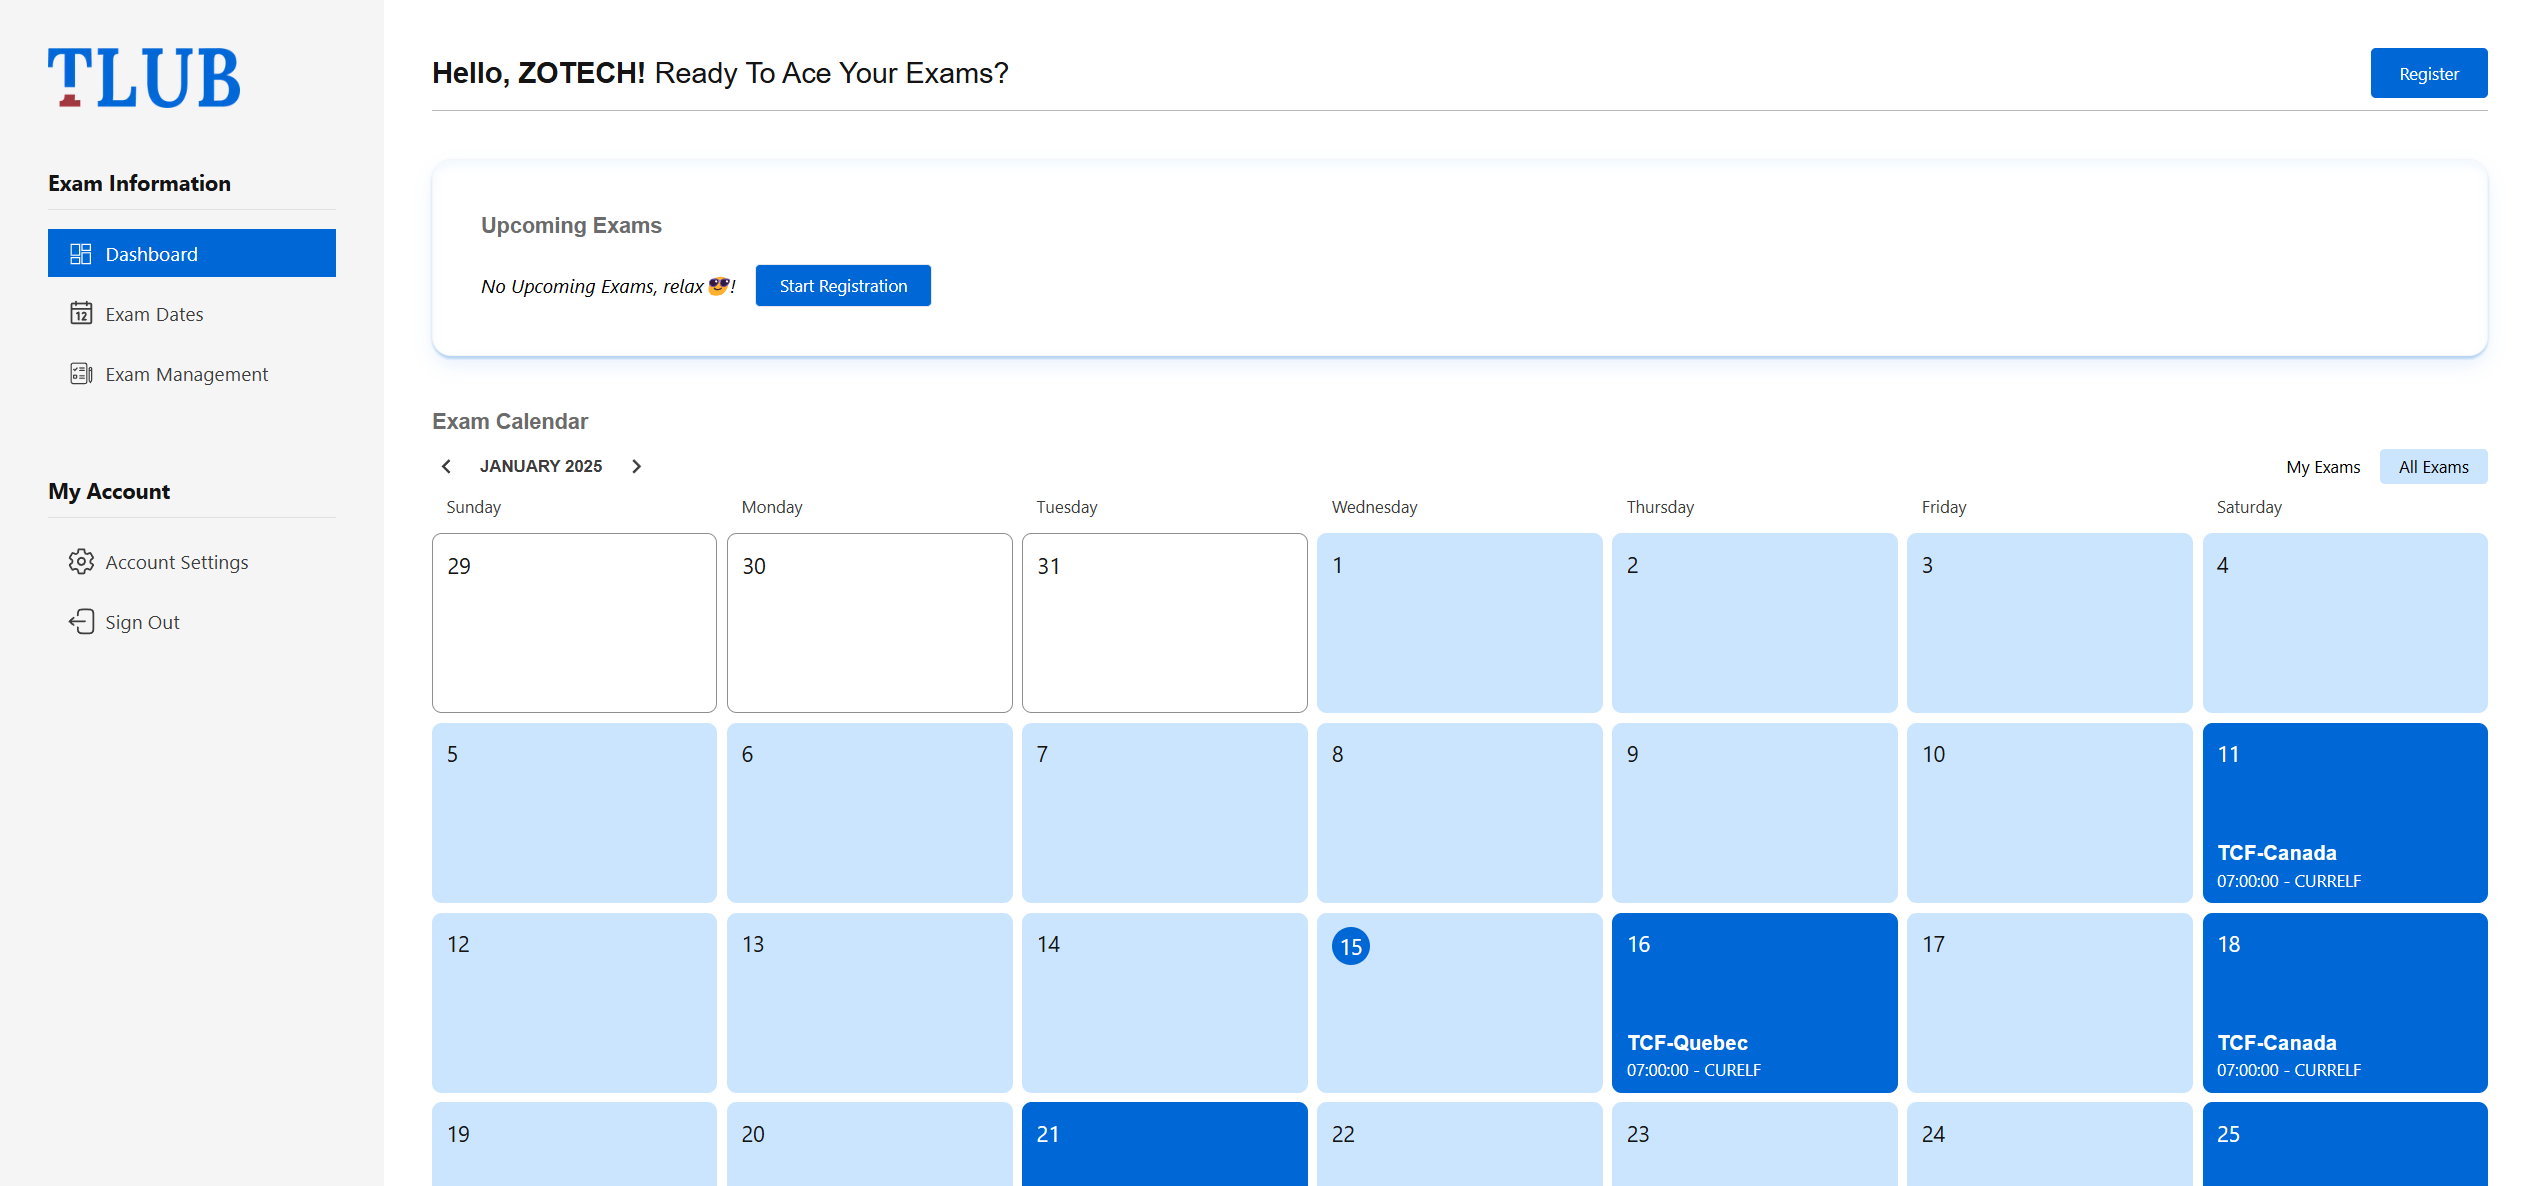 TLUB
Exam Information
Dashboard
Exam Dates
12
Exam Management
My Account
Account Settings
Sign Out
Hello, ZOTECH! Ready To Ace Your Exams?
Register
Upcoming Exams
No Upcoming Exams, relax 😎!
Start Registration
Exam Calendar
JANUARY 2025
My Exams
All Exams
Sunday Monday Tuesday Wednesday Thursday Friday Saturday
29 30 31 1 2 3 4
5 6 7 8 9 10 11
TCF-Canada
07:00:00 - CURRELF
12 13 14 15 16 17 18
TCF-Quebec TCF-Canada
07:00:00 - CURELF 07:00:00 - CURRELF
19 20 21 22 23 24 25